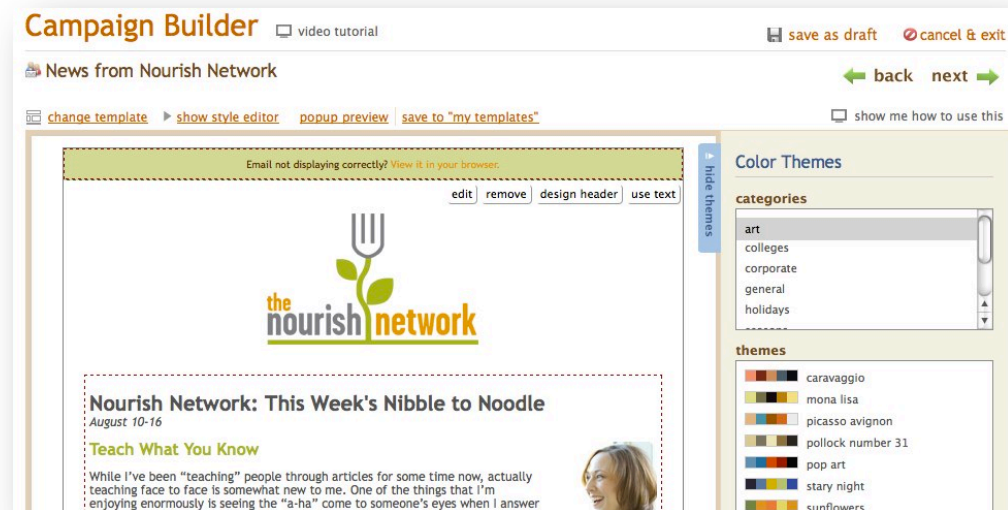 Campaign Builder video tutorial
save as draft cancel & exit
News from Nourish Network
back next
change template show style editor popup preview save to "my templates"
show me how to use this
Email not displaying correctly? View it in your browser.
edit remove design header use text
the
nourish network
Nourish Network: This Week's Nibble to Noodle
August 10-16
Teach What You Know
While I've been “teaching” people through articles for some time now, actually
teaching face to face is somewhat new to me. One of the things that I'm
enjoying enormously is seeing the “a-ha” come to someone's eyes when I answer
hide themes
Color Themes
categories
art
colleges
corporate
general
holidays
themes
caravaggio
mona lisa
picasso avignon
pollock number 31
pop art
stary night
sunflowers